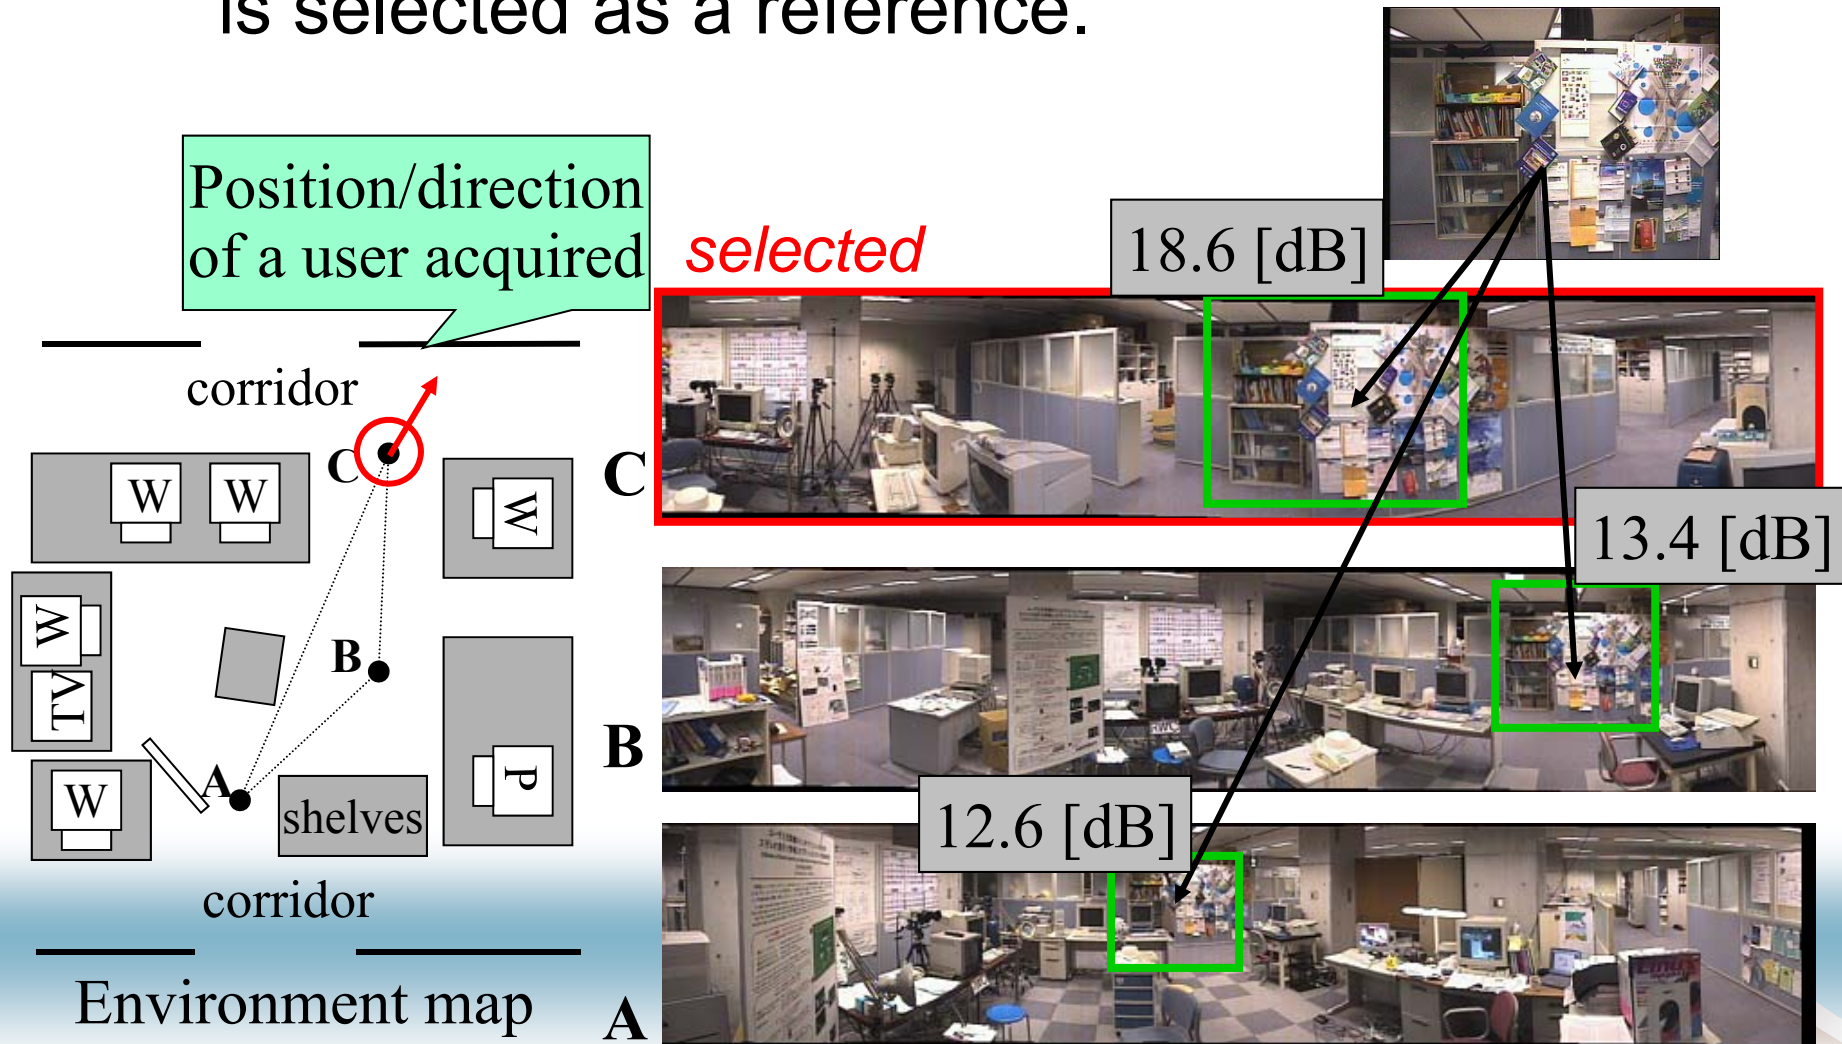 is selected as a reference.
Position/direction
of a user acquired
selected
18.6 [dB]
corridor
C
W
W
W
C
13.4 [dB]
W
TV
B
B
A
W
shelves
P
12.6 [dB]
corridor
Environment map
A